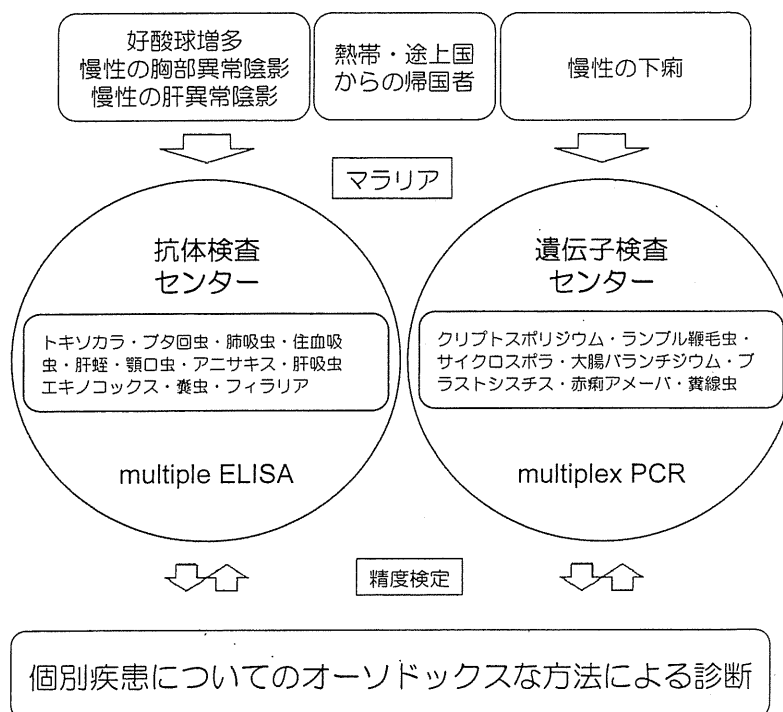 好酸球増多
慢性の胸部異常陰影
慢性の肝異常陰影
熱帯・途上国
からの帰国者
慢性の下痢
マラリア
抗体検査
センター
トキソカラ・ブタ回虫・肺吸虫・住血吸
虫・肝蛭・顎口虫・アニサキス・肝吸虫
エキノコックス・嚢虫・フィラリア
multiple ELISA
遺伝子検査
センター
クリプトスポリジウム・ランブル鞭毛虫・
サイクロスポラ・大腸バランチジウム・ブ
ラストシスチス・赤痢アメーバ・糞線虫
multiplex PCR
精度検定
個別疾患についてのオーソドックスな方法による診断